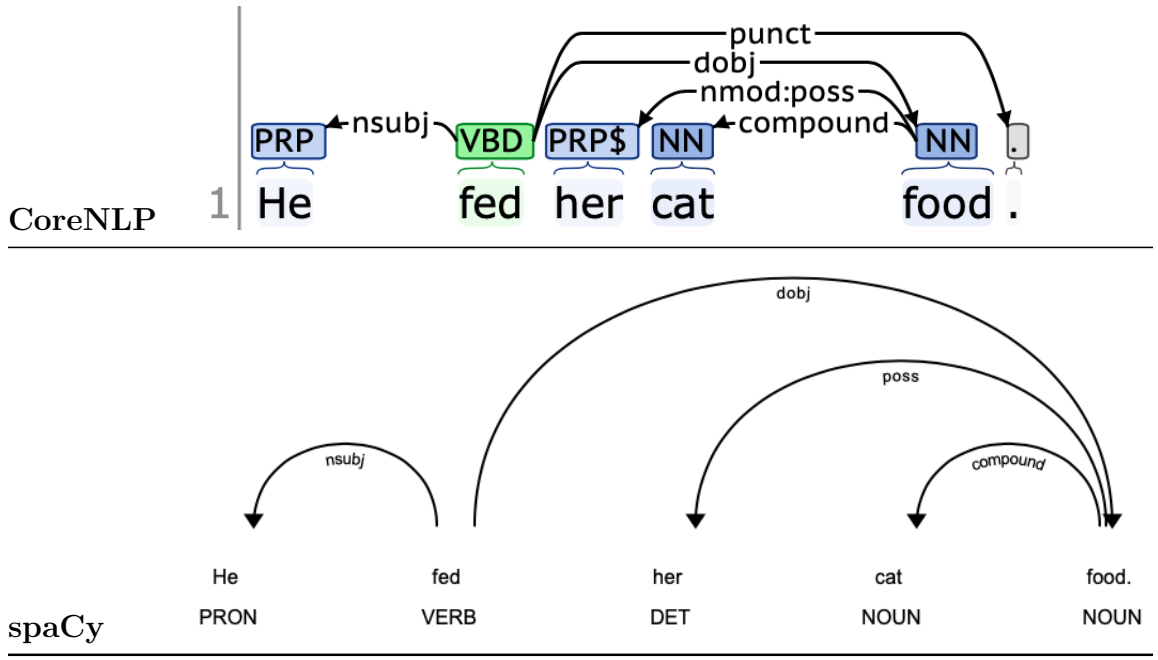 punct
dobj
nmod:poss
nsubj compound
PRP VBD PRP$ NN NN .
1 He fed her cat food .
CoreNLP
dobj
poss
nsubj compound
He fed her cat food.
PRON VERB DET NOUN NOUN
spaCy